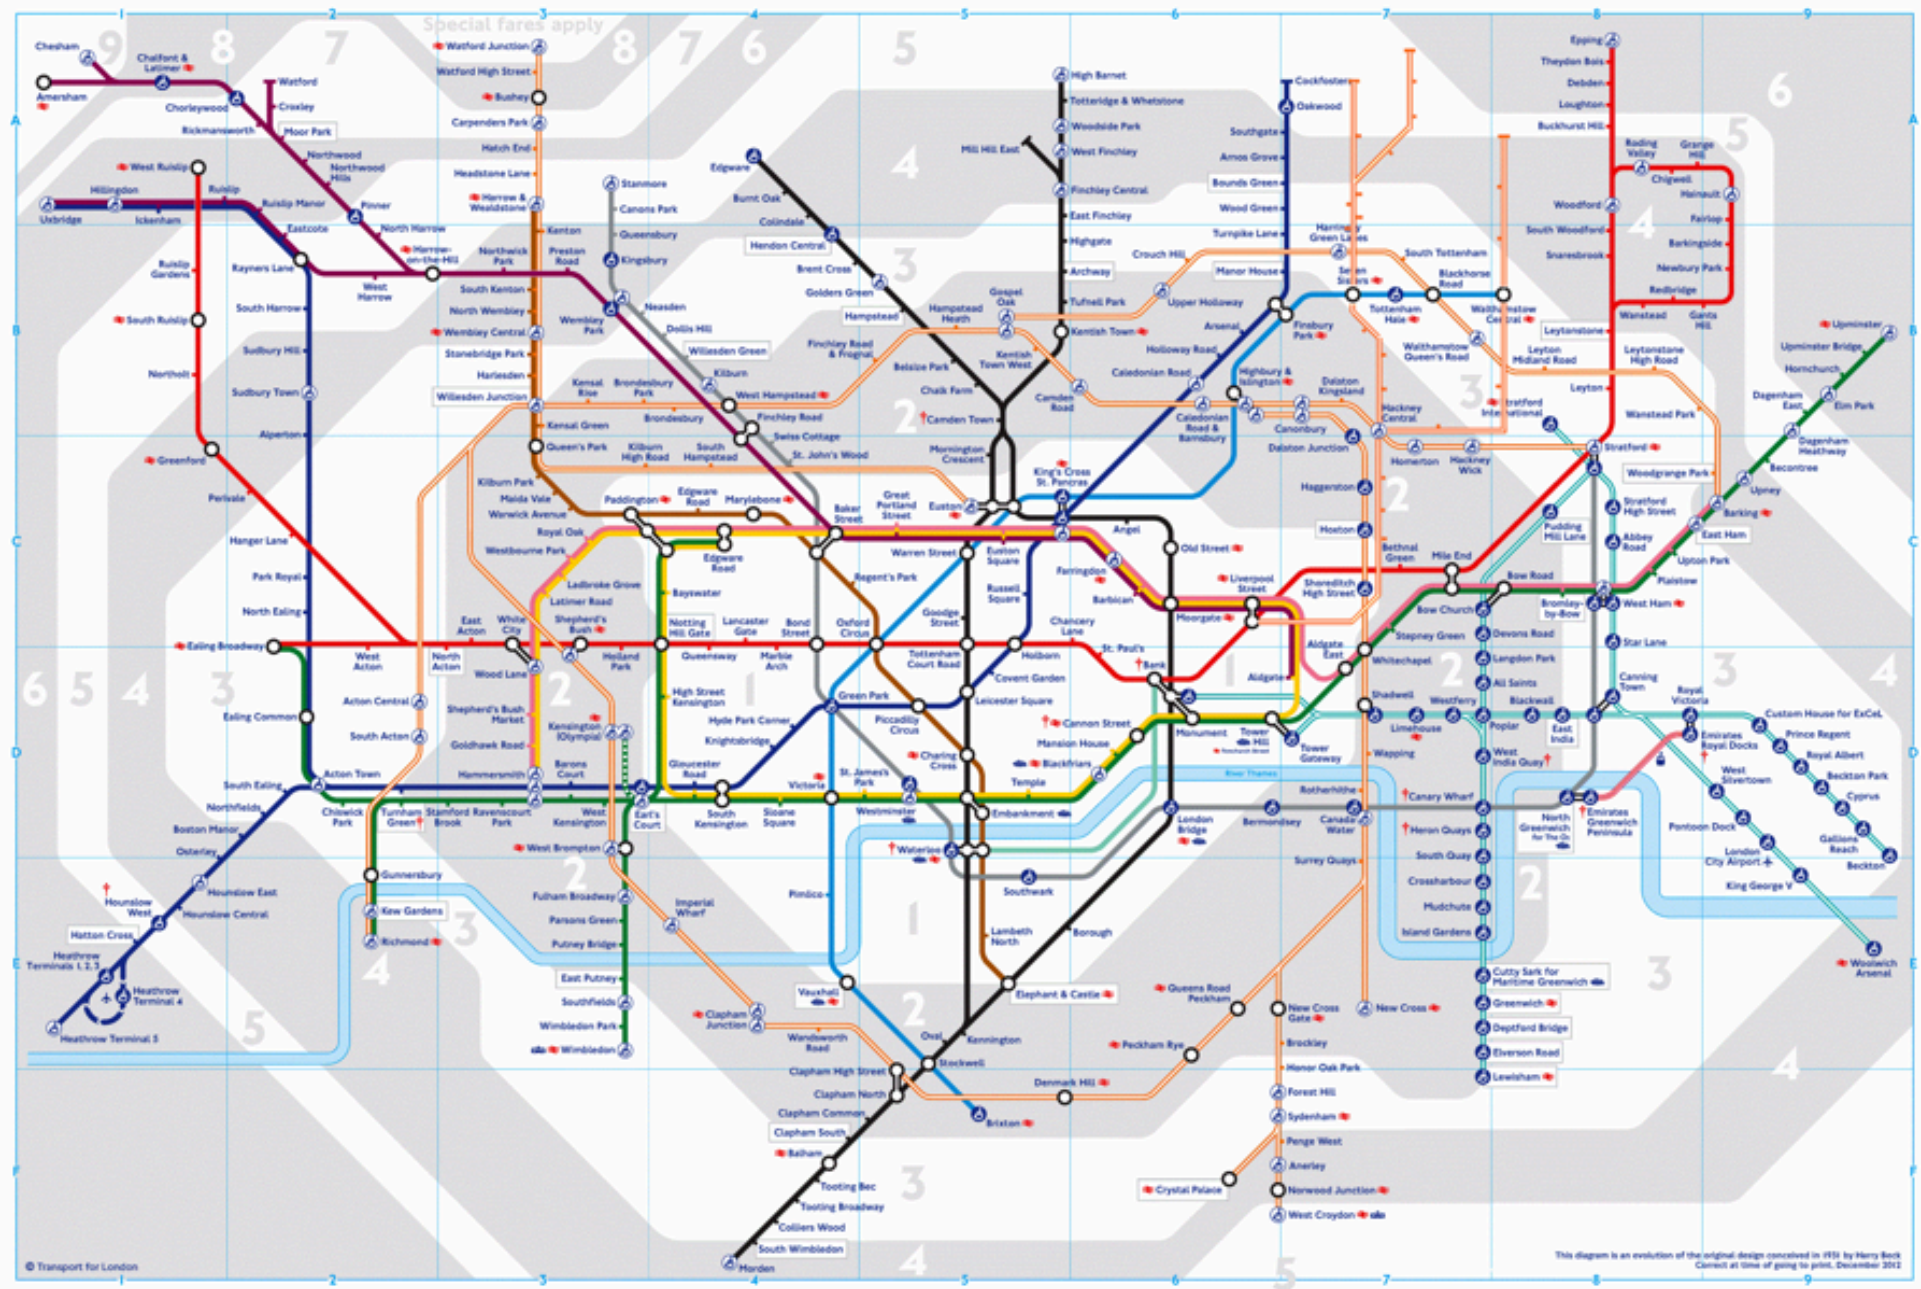 Special fares apply
Chesham
Chalfont &
Latimer
Amersham
Chorleywood
Rickmansworth
Watford
Croxley
Moor Park
Northwood
Northwood
Hills
Pinner
North Harrow
Harrow-
on-the-Hill
West Ruislip
Hillingdon
Uxbridge
Ickenham
Ruislip
Ruislip Manor
Eastcote
Rayners Lane
West
Harrow
Northwick
Park
Preston
Road
Ruislip
Gardens
South Ruislip
Northolt
Greenford
Perivale
Hanger Lane
South Harrow
Sudbury Hill
Sudbury Town
Alperton
Park Royal
North Ealing
Ealing Broadway
West
Acton
North
Acton
East
Acton
White
City
Shepherd's
Bush
Holland
Park
Notting
Hill Gate
Queensway
Lancaster
Gate
Marble
Arch
Bond
Street
Oxford
Circus
Tottenham
Court Road
Holborn
Chancery
Lane
St. Paul's
Bank
Watford Junction
Watford High Street
Bushey
Carpenders Park
Hatch End
Headstone Lane
Harrow &
Wealdstone
Kenton
South Kenton
North Wembley
Wembley Central
Stonebridge Park
Harlesden
Willesden Junction
Kensal Green
Queen's Park
Kilburn Park
Maida Vale
Warwick Avenue
Royal Oak
Westbourne Park
Ladbroke Grove
Latimer Road
Wood Lane
Shepherd's Bush
Market
Goldhawk Road
Hammersmith
Stanmore
Canons Park
Queensbury
Kingsbury
Wembley
Park
Neasden
Dollis Hill
Willesden Green
Kilburn
West Hampstead
Finchley Road
Swiss Cottage
St. John's Wood
Kensal
Rise
Brondesbury
Park
Brondesbury
Kilburn
High Road
South
Hampstead
Paddington
Edgware
Road
Marylebone
Baker
Street
Great
Portland
Street
Edgware
Road
Bayswater
Regent's Park
Edgware
Burnt Oak
Colindale
Hendon Central
Brent Cross
Golders Green
Hampstead
Belsize Park
Chalk Farm
Camden Town
Mornington
Crescent
Euston
High Barnet
Totteridge & Whetstone
Woodside Park
West Finchley
Mill Hill East
Finchley Central
East Finchley
Highgate
Archway
Tufnell Park
Kentish Town
Gospel
Oak
Hampstead
Heath
Finchley Road
& Frognal
Kentish
Town West
Camden
Road
Caledonian
Road &
Barnsbury
Crouch Hill
Upper Holloway
Harringay
Green Lanes
South Tottenham
Cockfosters
Oakwood
Southgate
Arnos Grove
Bounds Green
Wood Green
Turnpike Lane
Manor House
Finsbury
Park
Arsenal
Holloway Road
Caledonian Road
King's Cross
St. Pancras
Seven
Sisters
Tottenham
Hale
Blackhorse
Road
Walthamstow
Central
Walthamstow
Queen's Road
Highbury &
Islington
Canonbury
Dalston
Kingsland
Dalston Junction
Hackney
Central
Homerton
Hackney
Wick
Haggerston
Hoxton
Shoreditch
High Street
Epping
Theydon Bois
Debden
Loughton
Buckhurst Hill
Roding
Valley
Chigwell
Grange
Hill
Hainault
Fairlop
Barkingside
Newbury Park
Redbridge
Gants
Hill
Wanstead
Woodford
South Woodford
Snaresbrook
Leytonstone
Leyton
Leyton
Midland Road
Leytonstone
High Road
Wanstead Park
Woodgrange Park
Stratford
International
Stratford
Stratford
High Street
Pudding
Mill Lane
Abbey
Road
Upminster
Upminster Bridge
Hornchurch
Elm Park
Dagenham
East
Dagenham
Heathway
Becontree
Upney
Barking
East Ham
Upton Park
Plaistow
West Ham
Bromley-
by-Bow
Bow Road
Mile End
Bethnal
Green
Liverpool
Street
Moorgate
Old Street
Angel
Barbican
Farringdon
Euston
Square
Warren Street
Russell
Square
Goodge
Street
Stepney Green
Whitechapel
Aldgate
East
Aldgate
Bow Church
Devons Road
Langdon Park
All Saints
Star Lane
Canning
Town
Royal
Victoria
Custom House for ExCeL
Prince Regent
Royal Albert
Beckton Park
Cyprus
Gallions
Reach
Beckton
Emirates
Royal Docks
West
Silvertown
Pontoon Dock
London
City Airport
King George V
Woolwich
Arsenal
Shadwell
Limehouse
Westferry
Poplar
Blackwall
East
India
West
India Quay
Canary Wharf
Heron Quays
South Quay
Crossharbour
Mudchute
Island Gardens
Cutty Sark for
Maritime Greenwich
Greenwich
Deptford Bridge
Elverson Road
Lewisham
North
Greenwich
for The O2
Emirates
Greenwich
Peninsula
Wapping
Rotherhithe
Canada
Water
Surrey Quays
Bermondsey
London
Bridge
Tower
Hill
Tower
Gateway
Monument
Cannon Street
Mansion House
Blackfriars
Temple
Embankment
River Thames
Covent Garden
Leicester Square
Piccadilly
Circus
Charing
Cross
Green Park
Hyde Park Corner
Knightsbridge
High Street
Kensington
Kensington
(Olympia)
Gloucester
Road
Victoria
St. James's
Park
Westminster
Waterloo
Southwark
Lambeth
North
Elephant & Castle
Borough
Pimlico
Vauxhall
South
Kensington
Sloane
Square
Earl's
Court
Barons
Court
West
Kensington
West Brompton
Fulham Broadway
Parsons Green
Putney Bridge
East Putney
Southfields
Wimbledon Park
Wimbledon
Imperial
Wharf
Clapham
Junction
Wandsworth
Road
Clapham High Street
Clapham North
Clapham Common
Clapham South
Balham
Tooting Bec
Tooting Broadway
Colliers Wood
South Wimbledon
Morden
Oval
Kennington
Stockwell
Brixton
Denmark Hill
Peckham Rye
Queens Road
Peckham
New Cross
Gate
New Cross
Brockley
Honor Oak Park
Forest Hill
Sydenham
Penge West
Anerley
Crystal Palace
Norwood Junction
West Croydon
Ealing Common
Acton Central
South Acton
Acton Town
South Ealing
Northfields
Boston Manor
Osterley
Hounslow East
Hounslow Central
Hounslow
West
Hatton Cross
Heathrow
Terminals 1, 2, 3
Heathrow
Terminal 4
Heathrow Terminal 5
Chiswick
Park
Turnham
Green
Stamford
Brook
Ravenscourt
Park
Gunnersbury
Kew Gardens
Richmond
© Transport for London
This diagram is an evolution of the original design conceived in 1931 by Harry Beck
Correct at time of going to print, December 2012